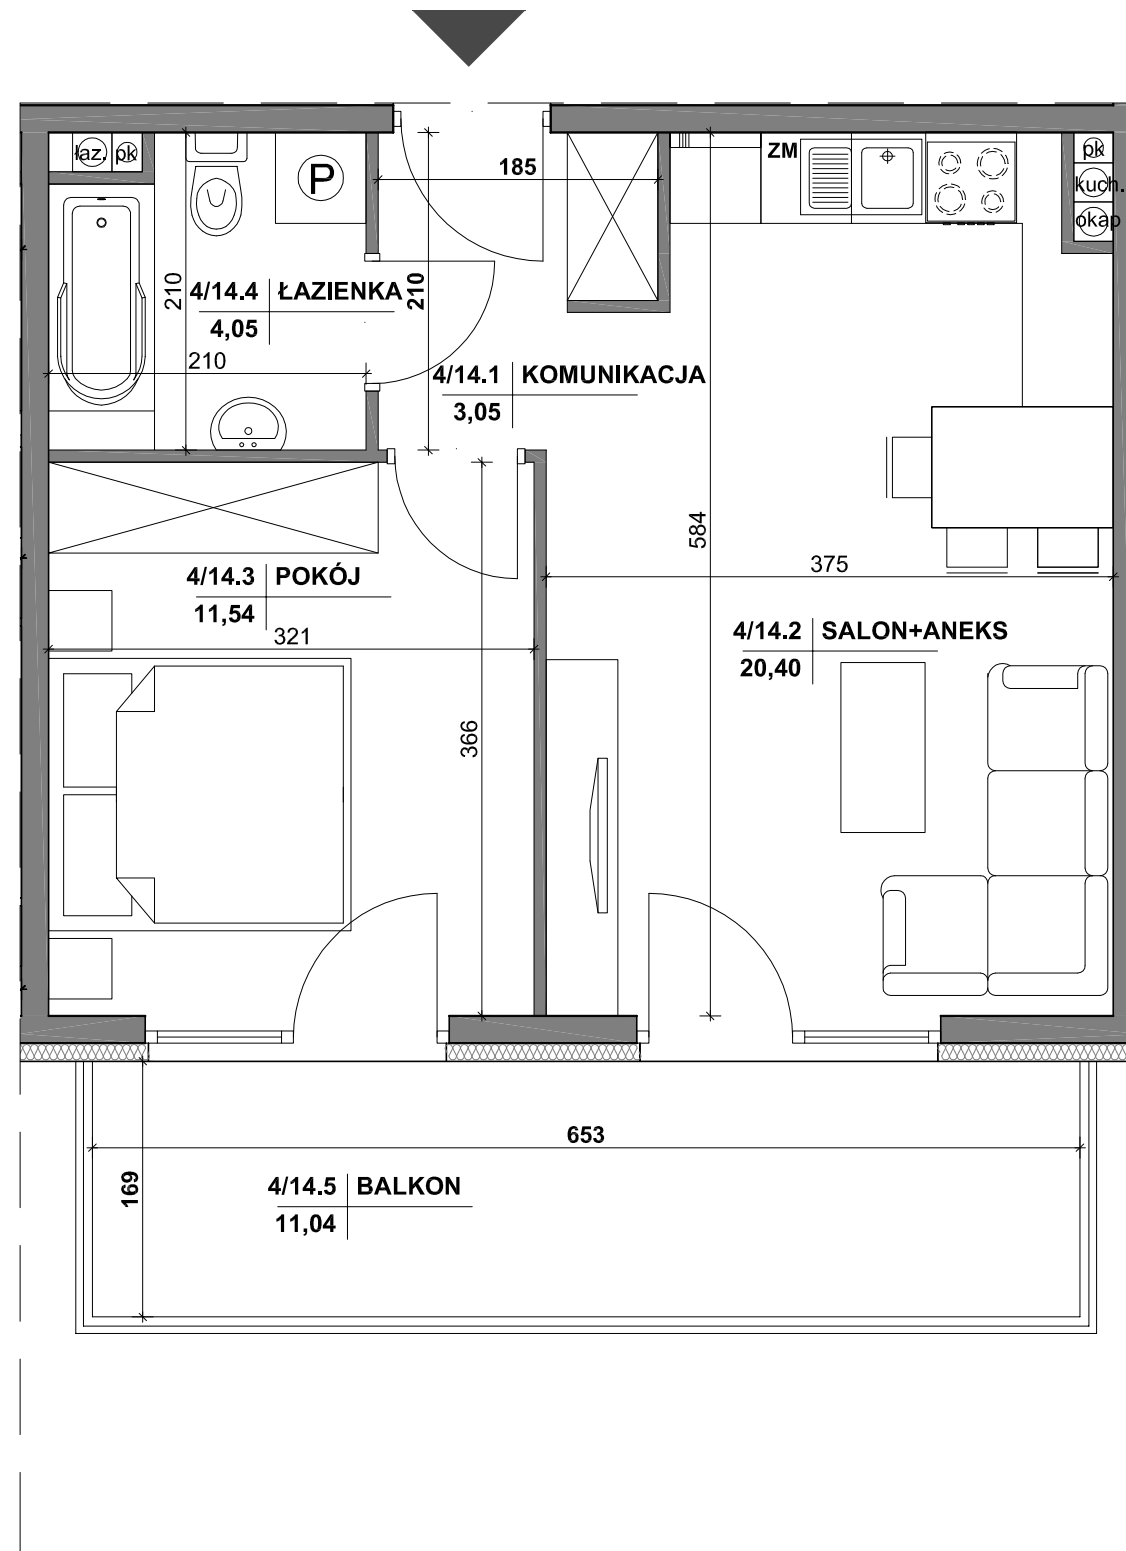 łaz. pk
P
185
ZM
pk
kuch.
okap
210
4/14.4 ŁAZIENKA
4,05
210
210
4/14.1 KOMUNIKACJA
3,05
584
375
4/14.3 POKÓJ
11,54
321
4/14.2 SALON+ANEKS
20,40
366
653
169
4/14.5 BALKON
11,04